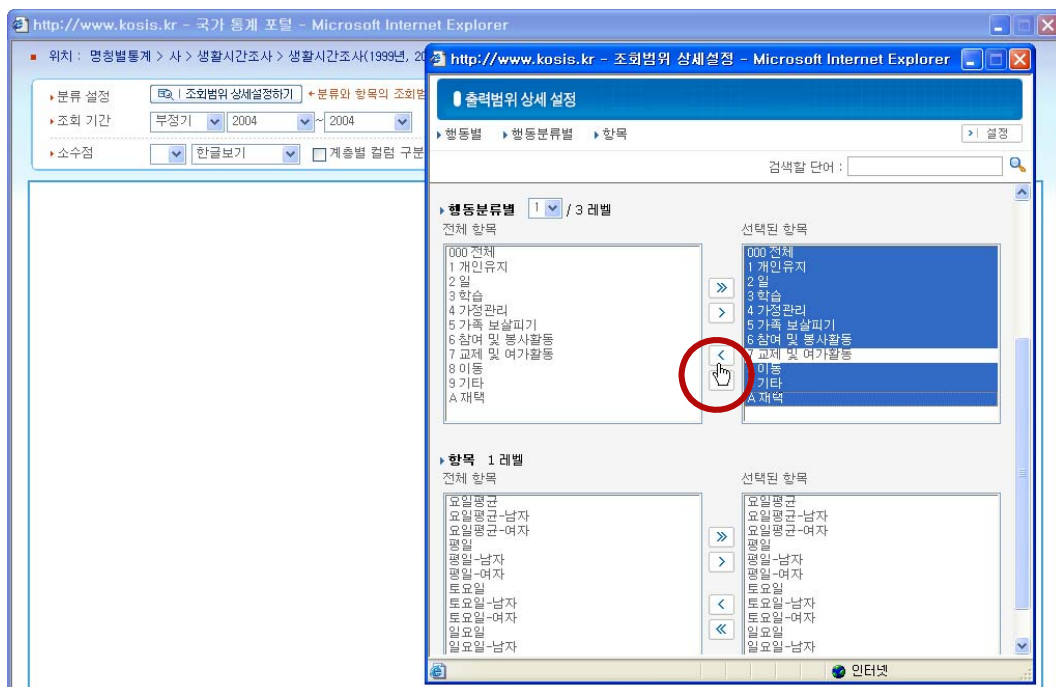 http://www.kosis.kr - 국가 통계 포털 - Microsoft Internet Explorer
위치 : 명칭별통계 > 사 > 생활시간조사 > 생활시간조사(1999년, 20
분류 설정 조회범위 상세설정하기 분류와 항목의 조회범
조회 기간 부정기 2004 ~ 2004
소수점 한글보기 계층별 컬럼 구분
http://www.kosis.kr - 조회범위 상세설정 - Microsoft Internet Explorer
출력범위 상세 설정
행동별 행동분류별 항목 설정
검색할 단어 :
행동분류별 1 / 3 레벨
전체 항목
000 전체
1 개인유지
2 일
3 학습
4 가정관리
5 가족 보살피기
6 참여 및 봉사활동
7 교제 및 여가활동
8 이동
9 기타
A 재택
선택된 항목
000 전체
1 개인유지
2 일
3 학습
4 가정관리
5 가족 보살피기
6 참여 및 봉사활동
7 교제 및 여가활동
이동
기타
A 재택
항목 1 레벨
전체 항목
요일평균
요일평균-남자
요일평균-여자
평일
평일-남자
평일-여자
토요일
토요일-남자
토요일-여자
일요일
일요일-남자
선택된 항목
요일평균
요일평균-남자
요일평균-여자
평일
평일-남자
평일-여자
토요일
토요일-남자
토요일-여자
일요일
일요일-남자
인터넷